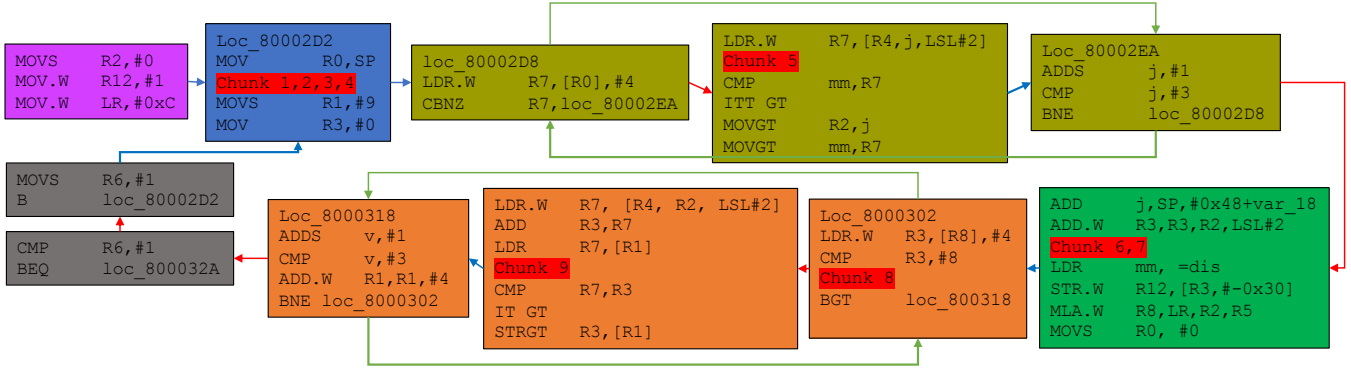 MOVS R2,#0
MOV.W R12,#1
MOV.W LR,#0xC
Loc_80002D2
MOV R0,SP
Chunk 1,2,3,4
MOVS R1,#9
MOV R3,#0
loc_80002D8
LDR.W R7,[R0],#4
CBNZ R7,loc_80002EA
LDR.W R7,[R4,j,LSL#2]
Chunk 5
CMP mm,R7
ITT GT
MOVGT R2,j
MOVGT mm,R7
Loc_80002EA
ADDS j,#1
CMP j,#3
BNE loc_80002D8
MOVS R6,#1
B loc_80002D2
CMP R6,#1
BEQ loc_800032A
Loc_8000318
ADDS v,#1
CMP v,#3
ADD.W R1,R1,#4
BNE loc_8000302
LDR.W R7, [R4, R2, LSL#2]
ADD R3,R7
LDR R7,[R1]
Chunk 9
CMP R7,R3
IT GT
STRGT R3,[R1]
Loc_8000302
LDR.W R3,[R8],#4
CMP R3,#8
Chunk 8
BGT loc_800318
ADD j,SP,#0x48+var_18
ADD.W R3,R3,R2,LSL#2
Chunk 6,7
LDR mm, =dis
STR.W R12,[R3,#-0x30]
MLA.W R8,LR,R2,R5
MOVS R0, #0